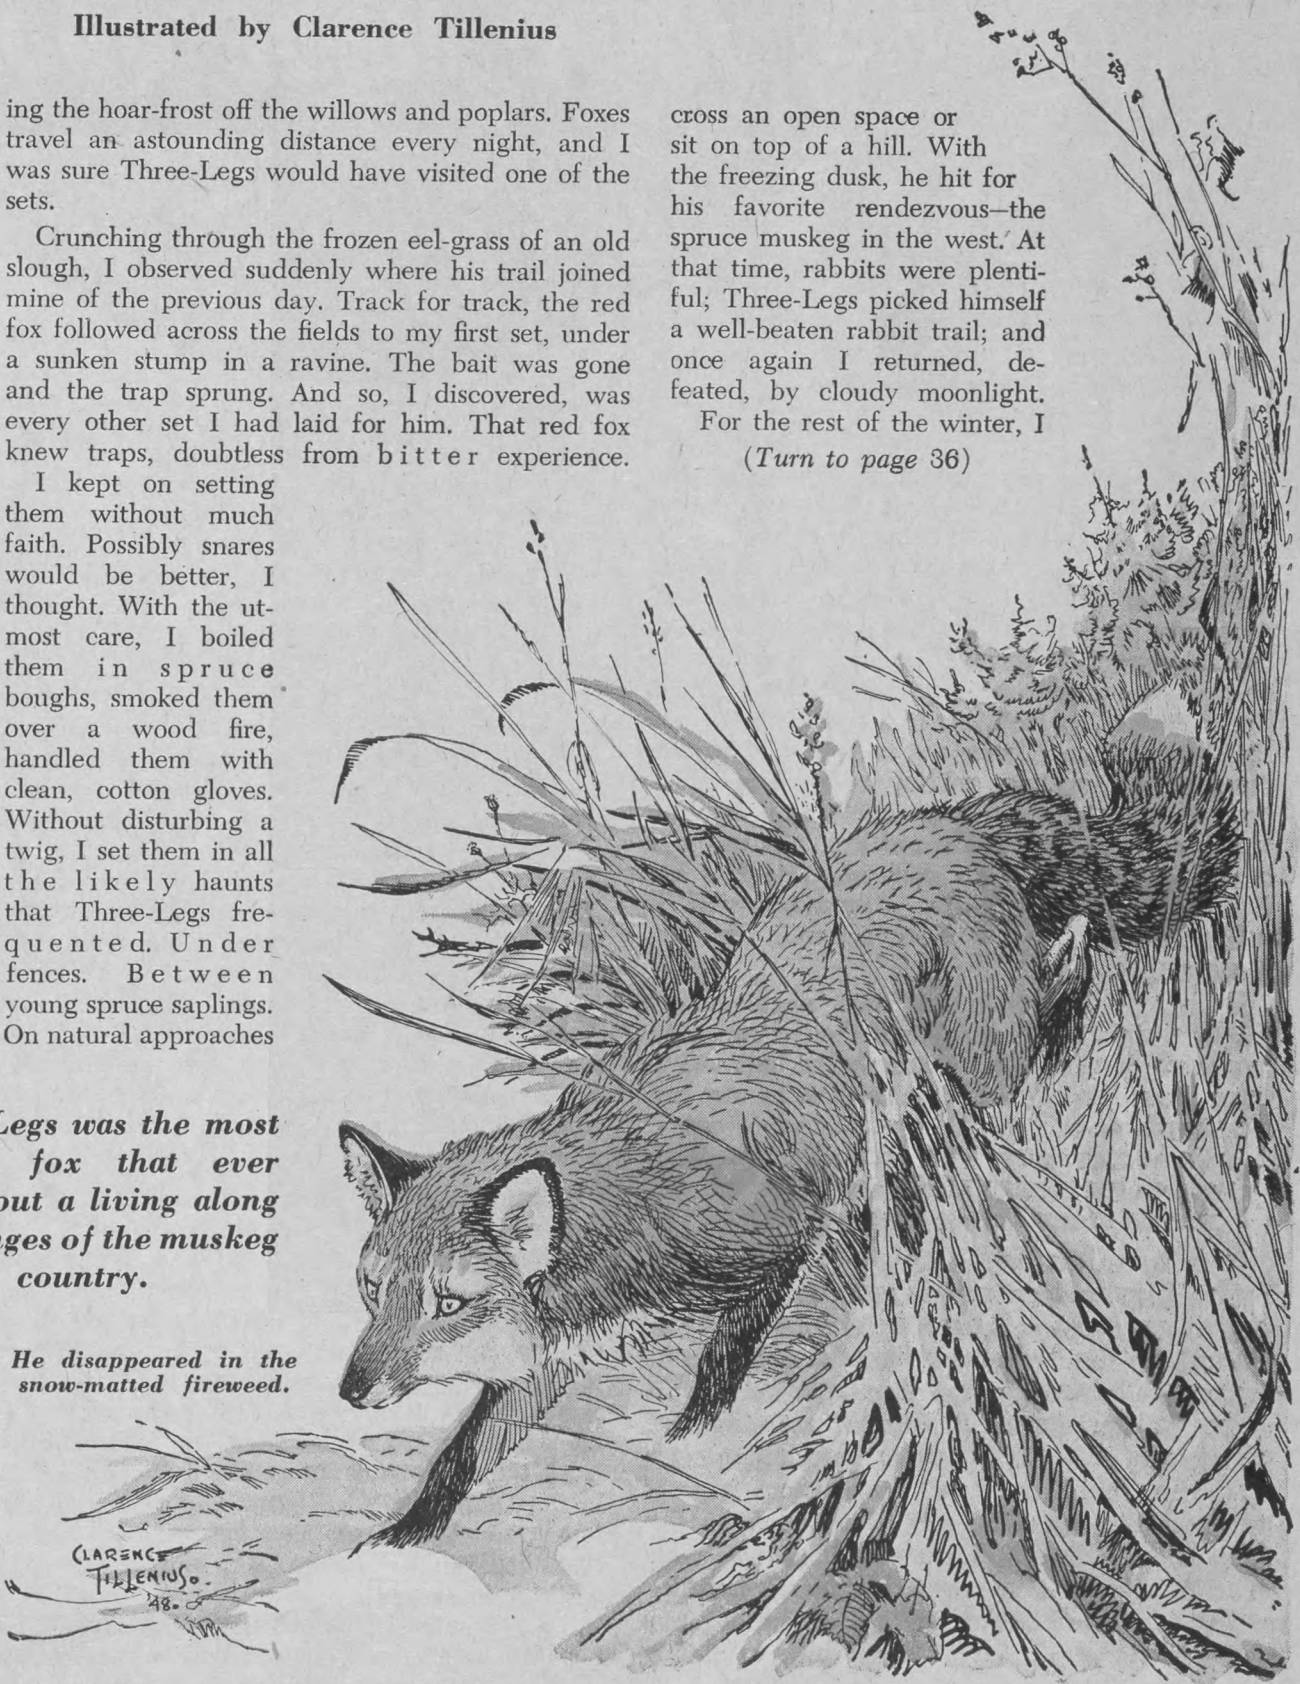 Illustrated by Clarence Tillenius
ing the hoar-frost off the willows and poplars. Foxes
travel an astounding distance every night, and I
was sure Three-Legs would have visited one of the
sets.
Crunching through the frozen eel-grass of an old
slough, I observed suddenly where his trail joined
mine of the previous day. Track for track, the red
fox followed across the fields to my first set, under
a sunken stump in a ravine. The bait was gone
and the trap sprung. And so, I discovered, was
every other set I had laid for him. That red fox
knew traps, doubtless from bitter experience.
I kept on setting
them without much
faith. Possibly snares
would be better, I
thought. With the ut-
most care, I boiled
them in spruce
boughs, smoked them
over a wood fire,
handled them with
clean, cotton gloves.
Without disturbing a
twig, I set them in all
the likely haunts
that Three-Legs fre-
quented. Under
fences. Between
young spruce saplings.
On natural approaches
cross an open space or
sit on top of a hill. With
the freezing dusk, he hit for
his favorite rendezvous—the
spruce muskeg in the west. At
that time, rabbits were plenti-
ful; Three-Legs picked himself
a well-beaten rabbit trail; and
once again I returned, de-
feated, by cloudy moonlight.
For the rest of the winter, I
(Turn to page 36)
Legs was the most
fox that ever
out a living along
ges of the muskeg
country.
He disappeared in the
snow-matted fireweed.
CLARENCE
TILLENIUS.
'48.